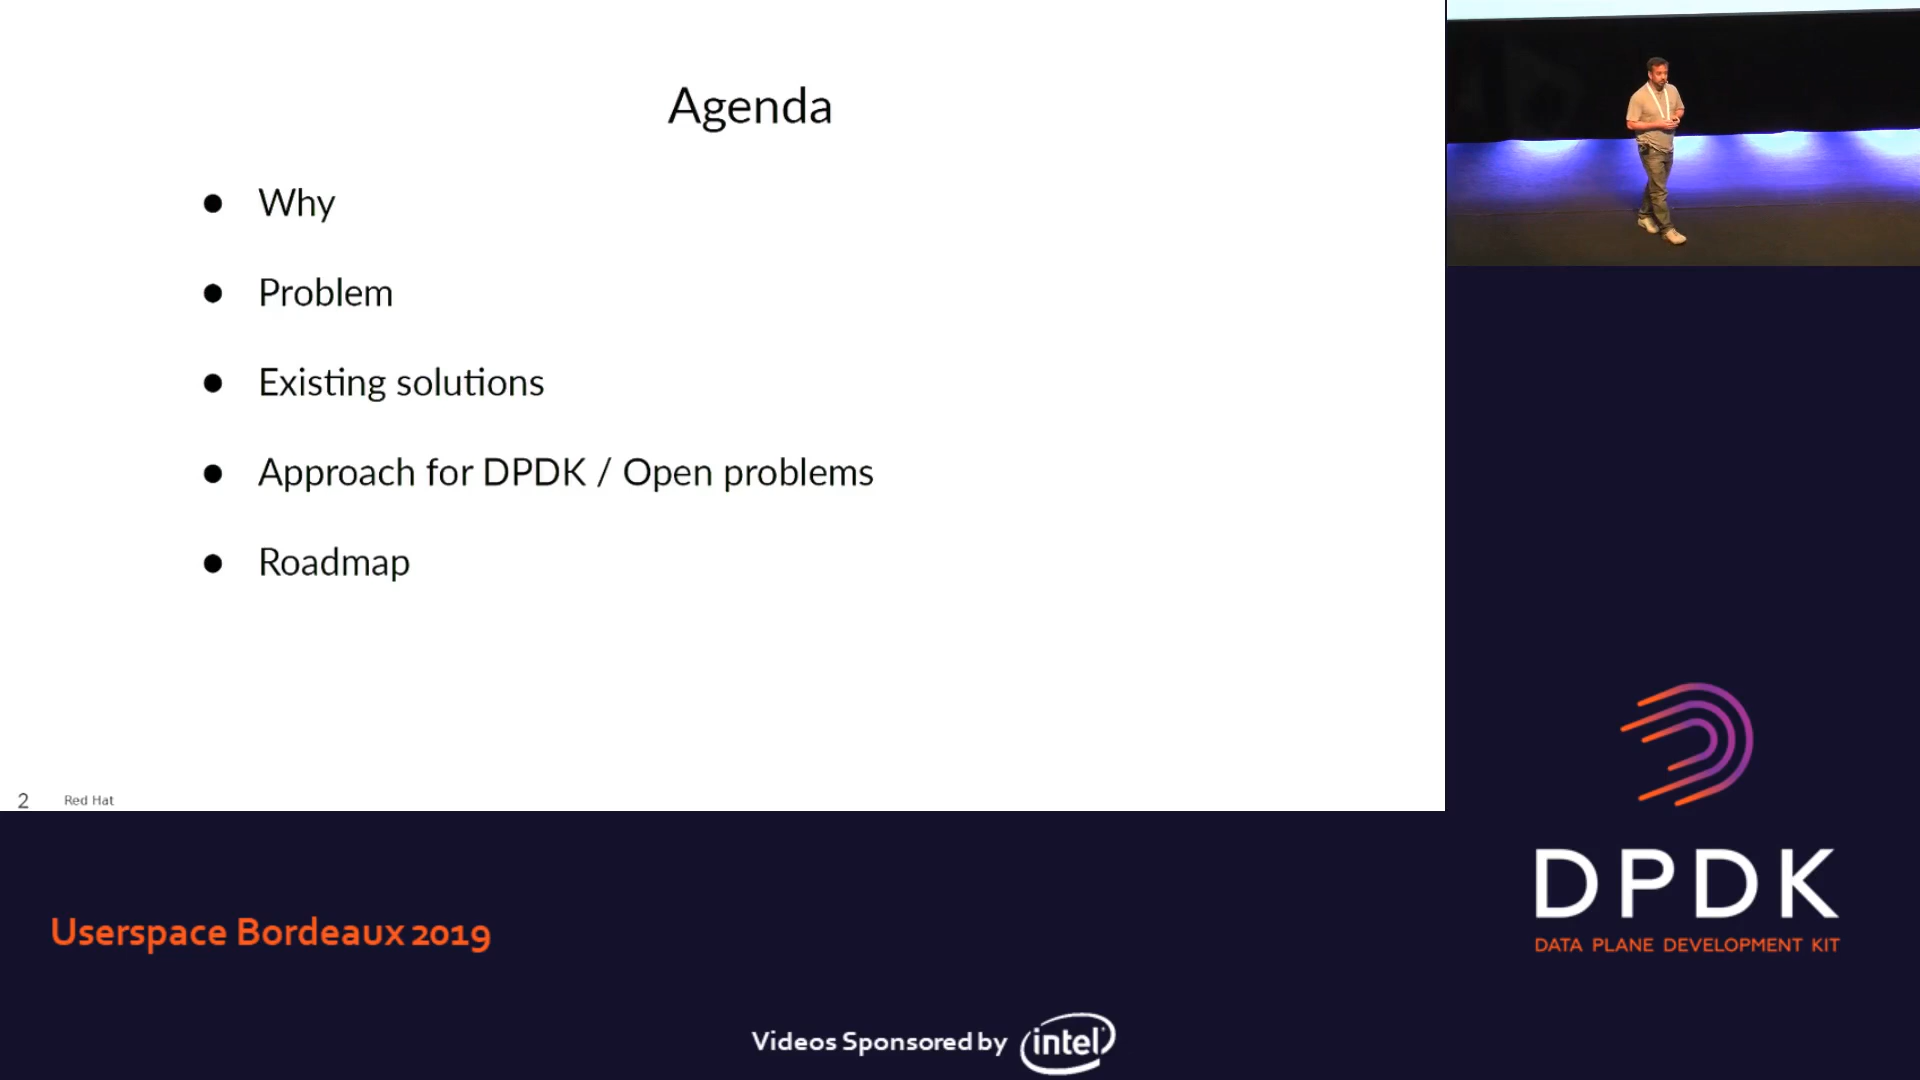 Agenda
● Why
● Problem
● Existing solutions
● Approach for DPDK / Open problems
● Roadmap
2 Red Hat
Userspace Bordeaux 2019
DPDK
DATA PLANE DEVELOPMENT KIT
Videos Sponsored by intel